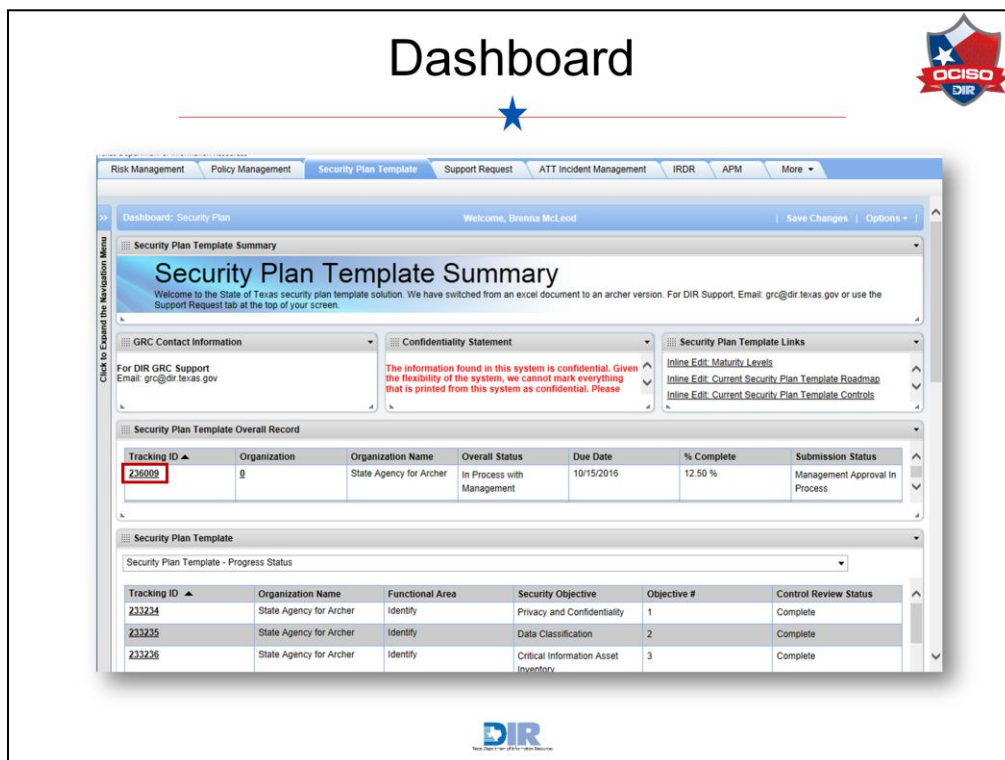 Dashboard
OCISO
DIR
Risk Management Policy Management Security Plan Template Support Request ATT Incident Management IRDR APM More
Dashboard: Security Plan Welcome, Brenna McLeod | Save Changes | Options |
Click to Expand the Navigation Menu
Security Plan Template Summary
Security Plan Template Summary
Welcome to the State of Texas security plan template solution. We have switched from an excel document to an archer version. For DIR Support, Email: grc@dir.texas.gov or use the
Support Request tab at the top of your screen.
GRC Contact Information
For DIR GRC Support
Email: grc@dir.texas.gov
Confidentiality Statement
The information found in this system is confidential. Given
the flexibility of the system, we cannot mark everything
that is printed from this system as confidential. Please
Security Plan Template Links
Inline Edit: Maturity Levels
Inline Edit: Current Security Plan Template Roadmap
Inline Edit: Current Security Plan Template Controls
Security Plan Template Overall Record
Tracking ID Organization Organization Name Overall Status Due Date % Complete Submission Status
236009 0 State Agency for Archer In Process with 10/15/2016 12.50 % Management Approval In
Management Process
Security Plan Template
Security Plan Template - Progress Status
Tracking ID Organization Name Functional Area Security Objective Objective # Control Review Status
233234 State Agency for Archer Identify Privacy and Confidentiality 1 Complete
233235 State Agency for Archer Identify Data Classification 2 Complete
233236 State Agency for Archer Identify Critical Information Asset 3 Complete
Inventory
DIR
Texas Department of Information Resources